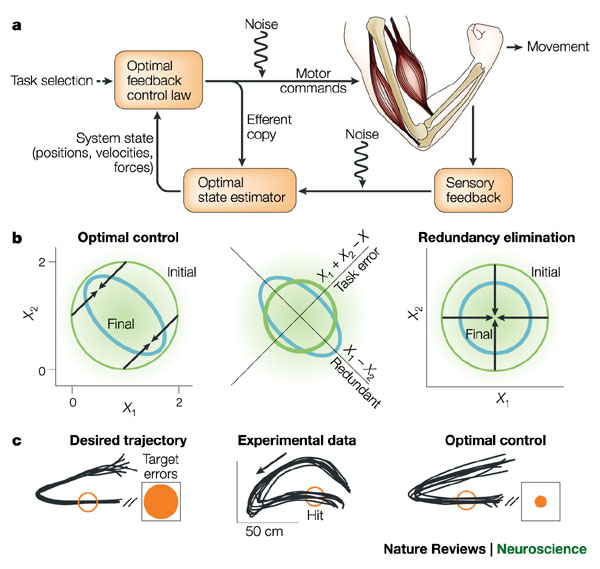 a
Noise
Task selection
Optimal
feedback
control law
Motor
commands
Movement
Efferent
copy
Noise
System state
(positions, velocities,
forces)
Optimal
state estimator
Sensory
feedback
b
Optimal control
2
Initial
X2
Final
0
0
2
X1
X1 + X2 – X
Task error
X1 – X2
Redundant
Redundancy elimination
Initial
X2
Final
X1
c
Desired trajectory
Target
errors
Experimental data
Hit
50 cm
Optimal control
Nature Reviews | Neuroscience